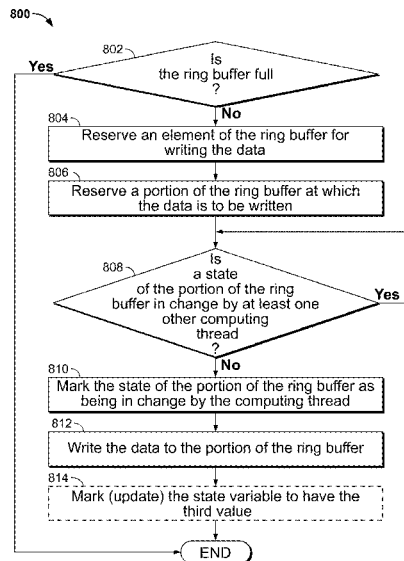 800
802
Yes
Is
the ring buffer full
?
No
804
Reserve an element of the ring buffer for
writing the data
806
Reserve a portion of the ring buffer at which
the data is to be written
808
Is
a state
of the portion of the ring
buffer in change by at least one
other computing
thread
?
Yes
No
810
Mark the state of the portion of the ring buffer as
being in change by the computing thread
812
Write the data to the portion of the ring buffer
814
Mark (update) the state variable to have the
third value
END